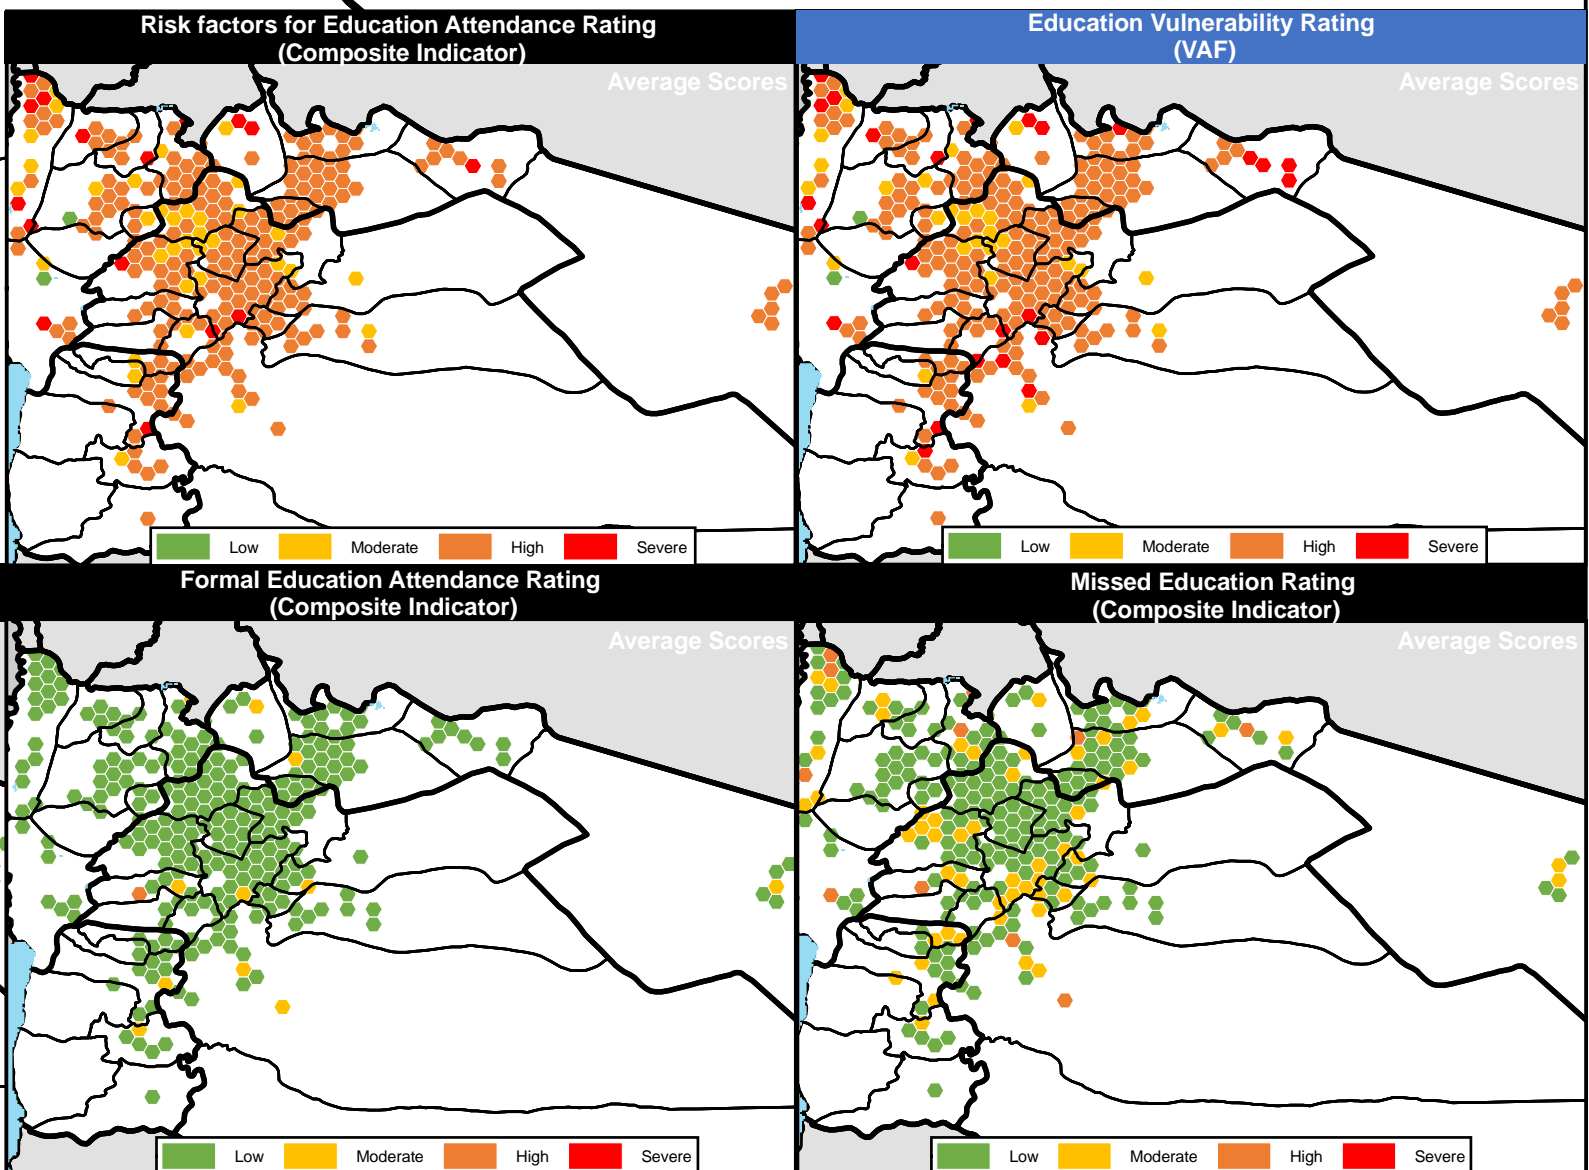 Risk factors for Education Attendance Rating
(Composite Indicator)
Average Scores
Low Moderate High Severe
Education Vulnerability Rating
(VAF)
Average Scores
Low Moderate High Severe
Formal Education Attendance Rating
(Composite Indicator)
Average Scores
Low Moderate High Severe
Missed Education Rating
(Composite Indicator)
Average Scores
Low Moderate High Severe